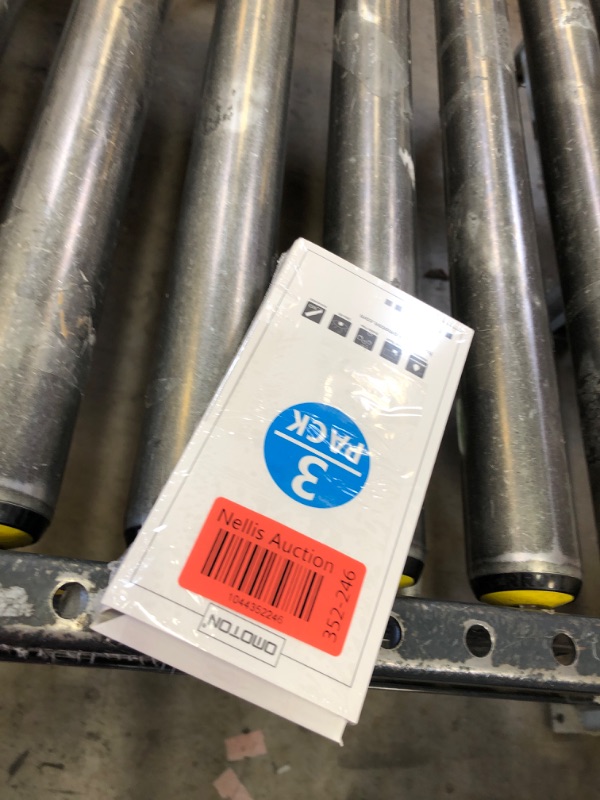 3
PACK
Nellis Auction
1044352246
352-246
OMOTON